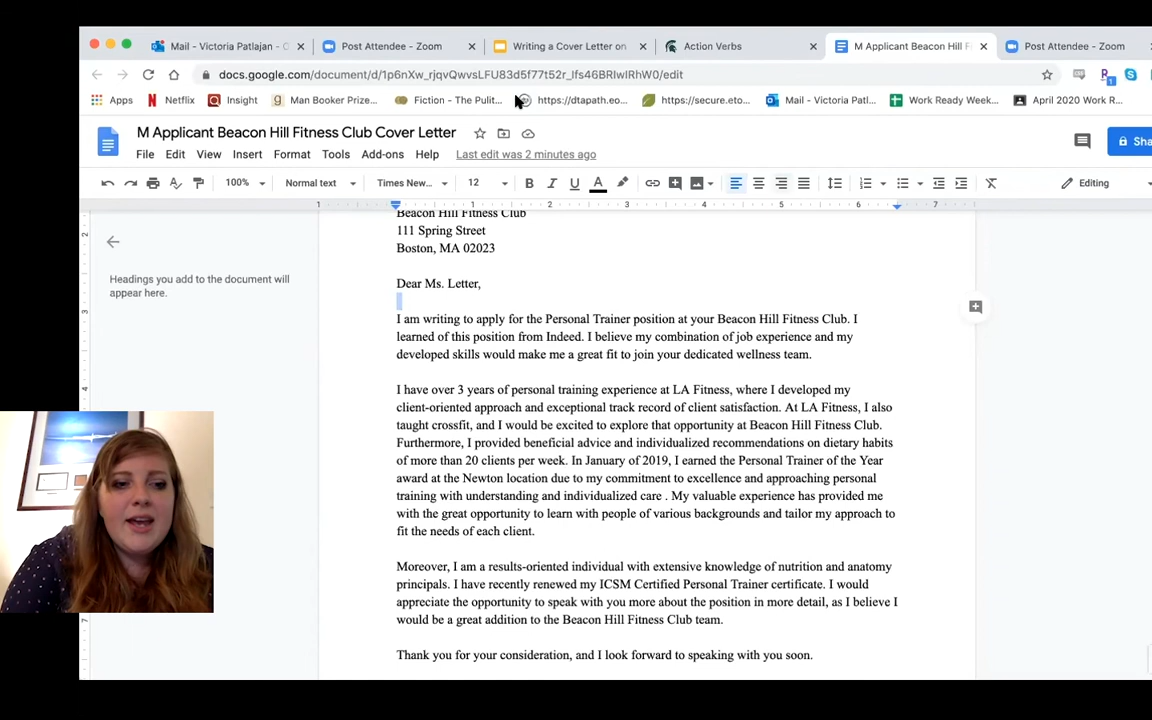 Mail - Victoria Patlajan - O
Post Attendee - Zoom
Writing a Cover Letter on
Action Verbs
M Applicant Beacon Hill F
Post Attendee - Zoom
docs.google.com/document/d/1p6nXw_rjqvQwvsLFU83d5f77t52r_lfs46BRIwlRhW0/edit
Apps
Netflix
Insight
Man Booker Prize...
Fiction - The Pulit...
https://dtapath.eo...
https://secure.eto...
Mail - Victoria Patl...
Work Ready Week...
April 2020 Work R...
M Applicant Beacon Hill Fitness Club Cover Letter
Sha
File Edit View Insert Format Tools Add-ons Help Last edit was 2 minutes ago
100% Normal text Times New... 12 B I U A Editing
1 1 2 3 4 5 6 7
Beacon Hill Fitness Club
111 Spring Street
Boston, MA 02023
Headings you add to the document will
appear here.
Dear Ms. Letter,
I am writing to apply for the Personal Trainer position at your Beacon Hill Fitness Club. I
learned of this position from Indeed. I believe my combination of job experience and my
developed skills would make me a great fit to join your dedicated wellness team.
I have over 3 years of personal training experience at LA Fitness, where I developed my
client-oriented approach and exceptional track record of client satisfaction. At LA Fitness, I also
taught crossfit, and I would be excited to explore that opportunity at Beacon Hill Fitness Club.
Furthermore, I provided beneficial advice and individualized recommendations on dietary habits
of more than 20 clients per week. In January of 2019, I earned the Personal Trainer of the Year
award at the Newton location due to my commitment to excellence and approaching personal
training with understanding and individualized care . My valuable experience has provided me
with the great opportunity to learn with people of various backgrounds and tailor my approach to
fit the needs of each client.
Moreover, I am a results-oriented individual with extensive knowledge of nutrition and anatomy
principals. I have recently renewed my ICSM Certified Personal Trainer certificate. I would
appreciate the opportunity to speak with you more about the position in more detail, as I believe I
would be a great addition to the Beacon Hill Fitness Club team.
Thank you for your consideration, and I look forward to speaking with you soon.